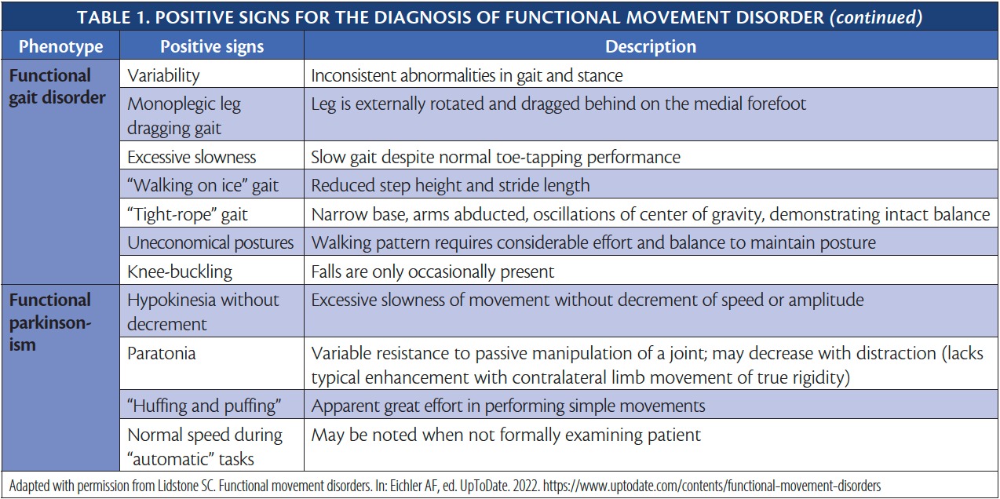 TABLE 1. POSITIVE SIGNS FOR THE DIAGNOSIS OF FUNCTIONAL MOVEMENT DISORDER (continued)
Phenotype Positive signs Description
Functional gait disorder
Variability Inconsistent abnormalities in gait and stance
Monoplegic leg dragging gait Leg is externally rotated and dragged behind on the medial forefoot
Excessive slowness Slow gait despite normal toe-tapping performance
“Walking on ice” gait Reduced step height and stride length
“Tight-rope” gait Narrow base, arms abducted, oscillations of center of gravity, demonstrating intact balance
Uneconomical postures Walking pattern requires considerable effort and balance to maintain posture
Knee-buckling Falls are only occasionally present
Functional parkinson-ism
Hypokinesia without decrement Excessive slowness of movement without decrement of speed or amplitude
Paratonia Variable resistance to passive manipulation of a joint; may decrease with distraction (lacks
typical enhancement with contralateral limb movement of true rigidity)
“Huffing and puffing” Apparent great effort in performing simple movements
Normal speed during “automatic” tasks May be noted when not formally examining patient
Adapted with permission from Lidstone SC. Functional movement disorders. In: Eichler AF, ed. UpToDate. 2022. https://www.uptodate.com/contents/functional-movement-disorders